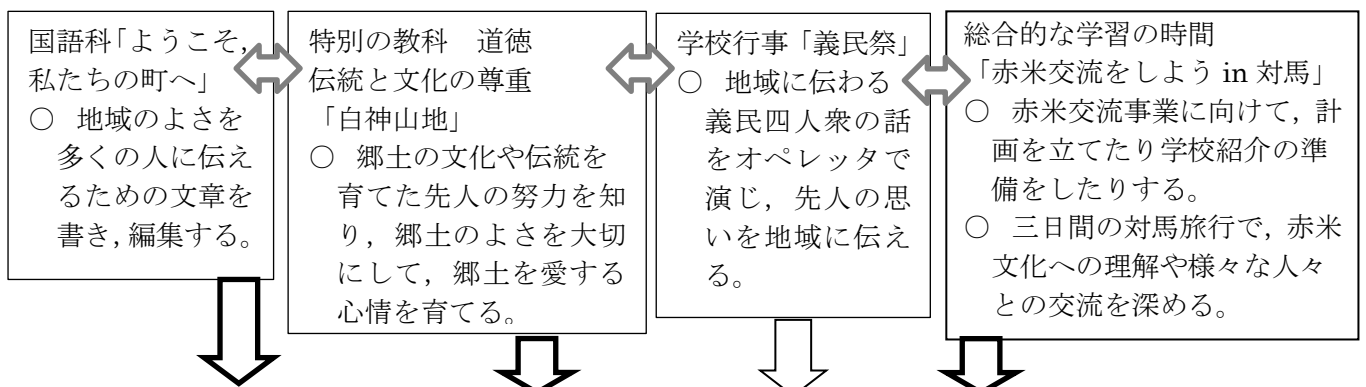 国語科「ようこそ,
私たちの町へ」
○ 地域のよさを
多くの人に伝え
るための文章を
書き,編集する。
特別の教科 道徳
伝統と文化の尊重
「白神山地」
○ 郷土の文化や伝統を
育てた先人の努力を知
り，郷土のよさを大切
にして，郷土を愛する
心情を育てる。
学校行事「義民祭」
○ 地域に伝わる
義民四人衆の話
をオペレッタで
演じ，先人の思
いを地域に伝え
る。
総合的な学習の時間
「赤米交流をしよう in 対馬」
○ 赤米交流事業に向けて，計
画を立てたり学校紹介の準
備をしたりする。
○ 三日間の対馬旅行で，赤米
文化への理解や様々な人々
との交流を深める。